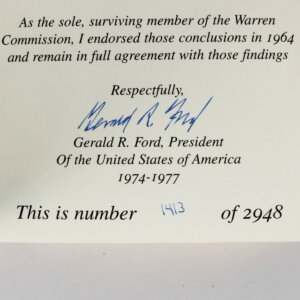 As the sole, surviving member of the Warren
Commission, I endorsed those conclusions in 1964
and remain in full agreement with those findings
Respectfully,
Gerald R. Ford
Gerald R. Ford, President
Of the United States of America
1974-1977
This is number 1413 of 2948